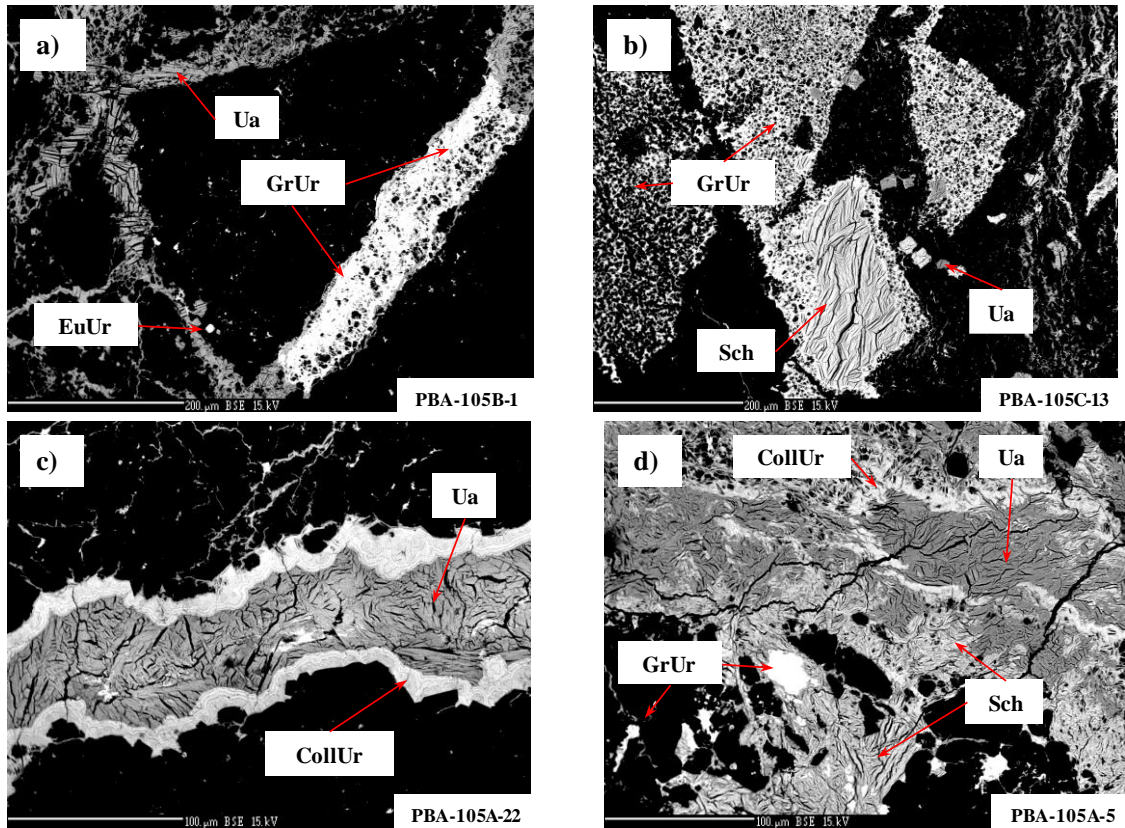 a)
Ua
GrUr
EuUr
PBA-105B-1
200.µm BSE 15.kV
b)
GrUr
Ua
Sch
PBA-105C-13
200.µm BSE 15.kV
c)
Ua
CollUr
PBA-105A-22
100.µm BSE 15.kV
d)
CollUr
Ua
GrUr
Sch
PBA-105A-5
100.µm BSE 15.kV